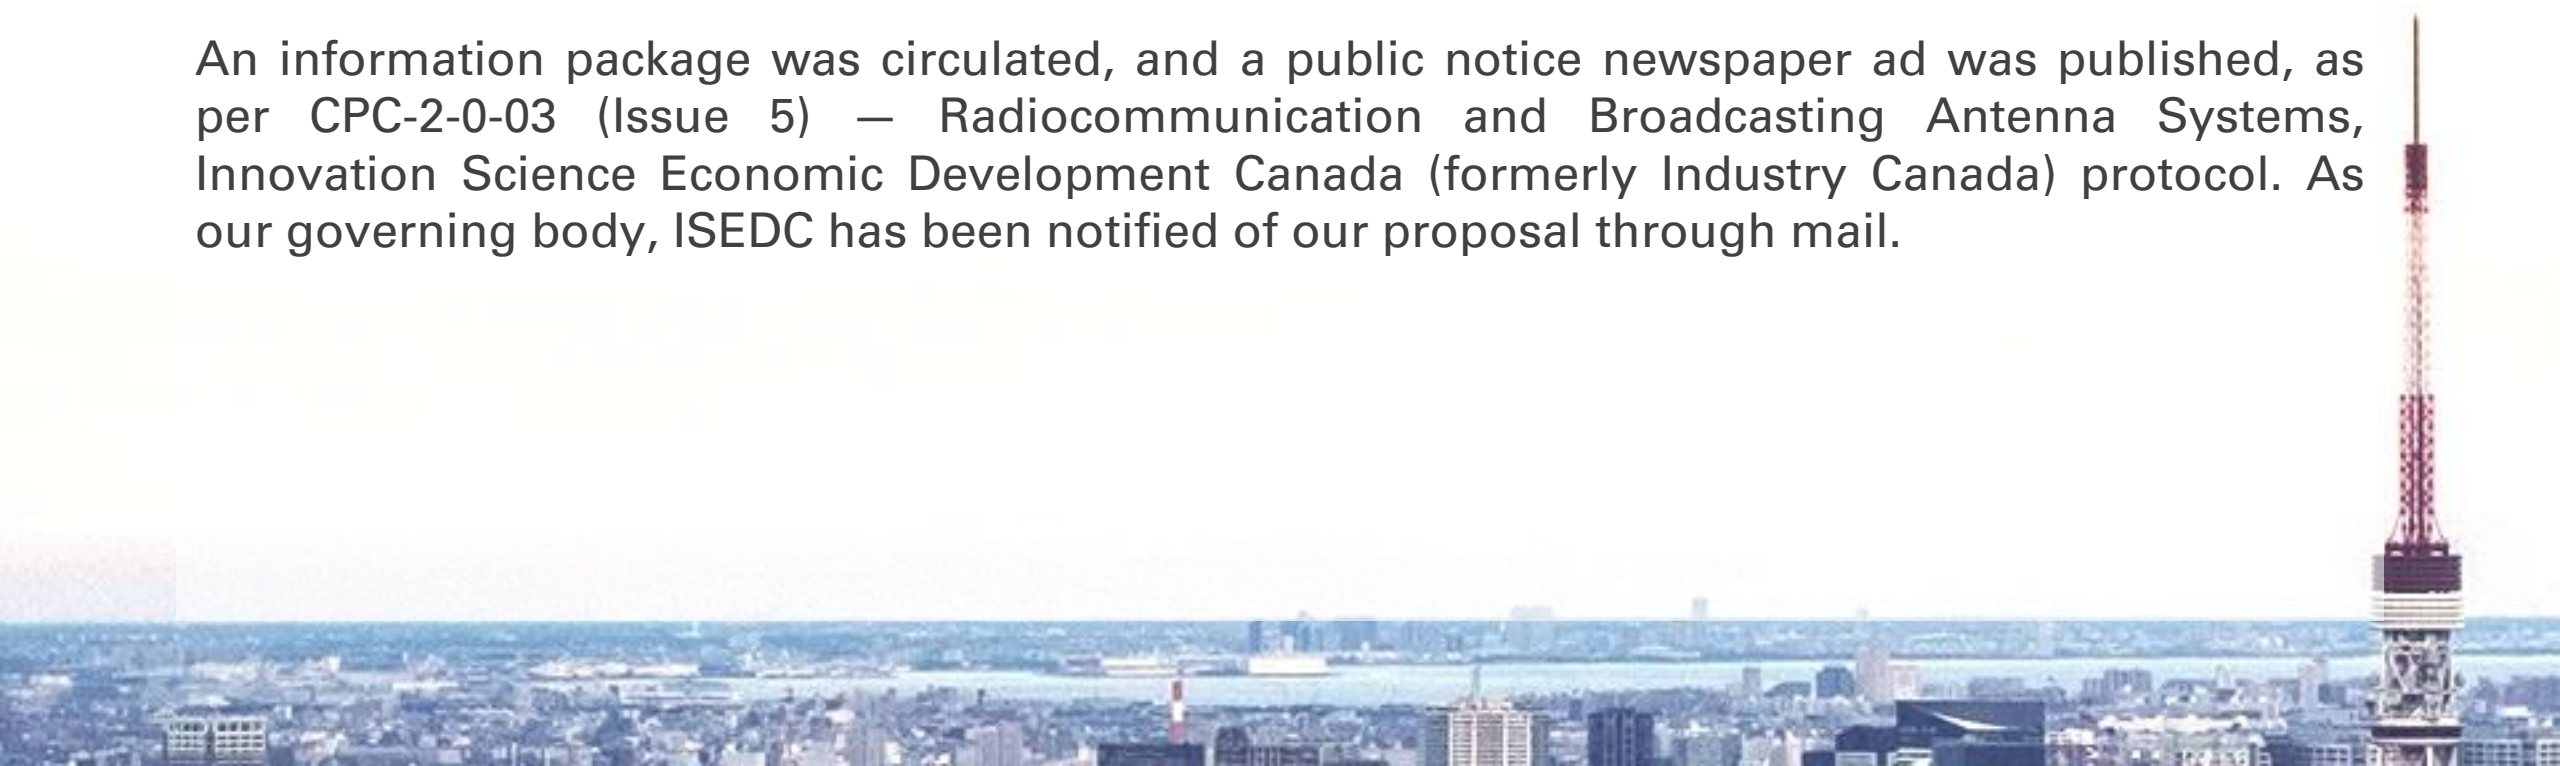 An information package was circulated, and a public notice newspaper ad was published, as
per CPC-2-0-03 (Issue 5) — Radiocommunication and Broadcasting Antenna Systems,
Innovation Science Economic Development Canada (formerly Industry Canada) protocol. As
our governing body, ISEDC has been notified of our proposal through mail.